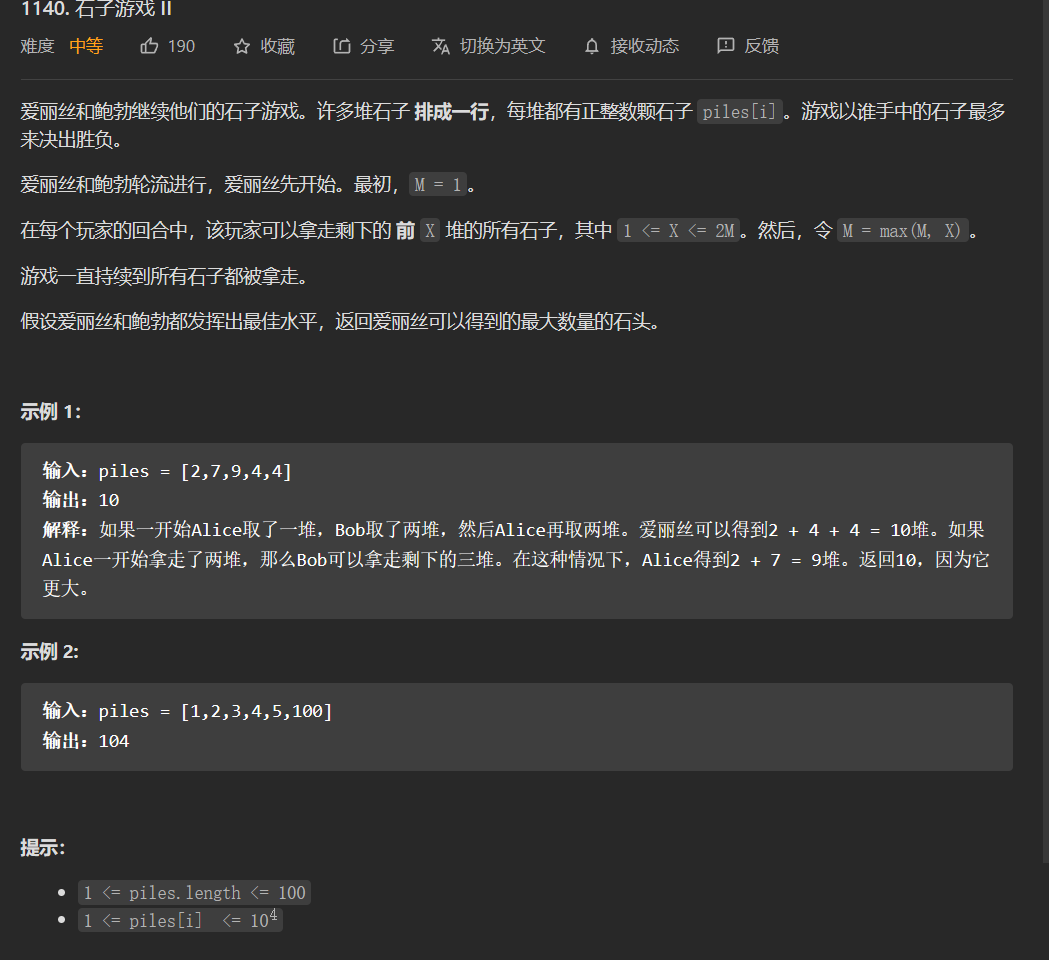 1140. 石子游戏 II
难度 中等 190 收藏 分享 切换为英文 接收动态 反馈
爱丽丝和鲍勃继续他们的石子游戏。许多堆石子 排成一行，每堆都有正整数颗石子 piles[i]。游戏以谁手中的石子最多
来决出胜负。
爱丽丝和鲍勃轮流进行，爱丽丝先开始。最初，M = 1。
在每个玩家的回合中，该玩家可以拿走剩下的 前 X 堆的所有石子，其中 1 <= X <= 2M。然后，令 M = max(M, X)。
游戏一直持续到所有石子都被拿走。
假设爱丽丝和鲍勃都发挥出最佳水平，返回爱丽丝可以得到的最大数量的石头。
示例 1：
输入：piles = [2,7,9,4,4]
输出：10
解释：如果一开始Alice取了一堆，Bob取了两堆，然后Alice再取两堆。爱丽丝可以得到2 + 4 + 4 = 10堆。如果
Alice一开始拿走了两堆，那么Bob可以拿走剩下的三堆。在这种情况下，Alice得到2 + 7 = 9堆。返回10，因为它
更大。
示例 2:
输入：piles = [1,2,3,4,5,100]
输出：104
提示：
1 <= piles.length <= 100
1 <= piles[i] <= 10⁴